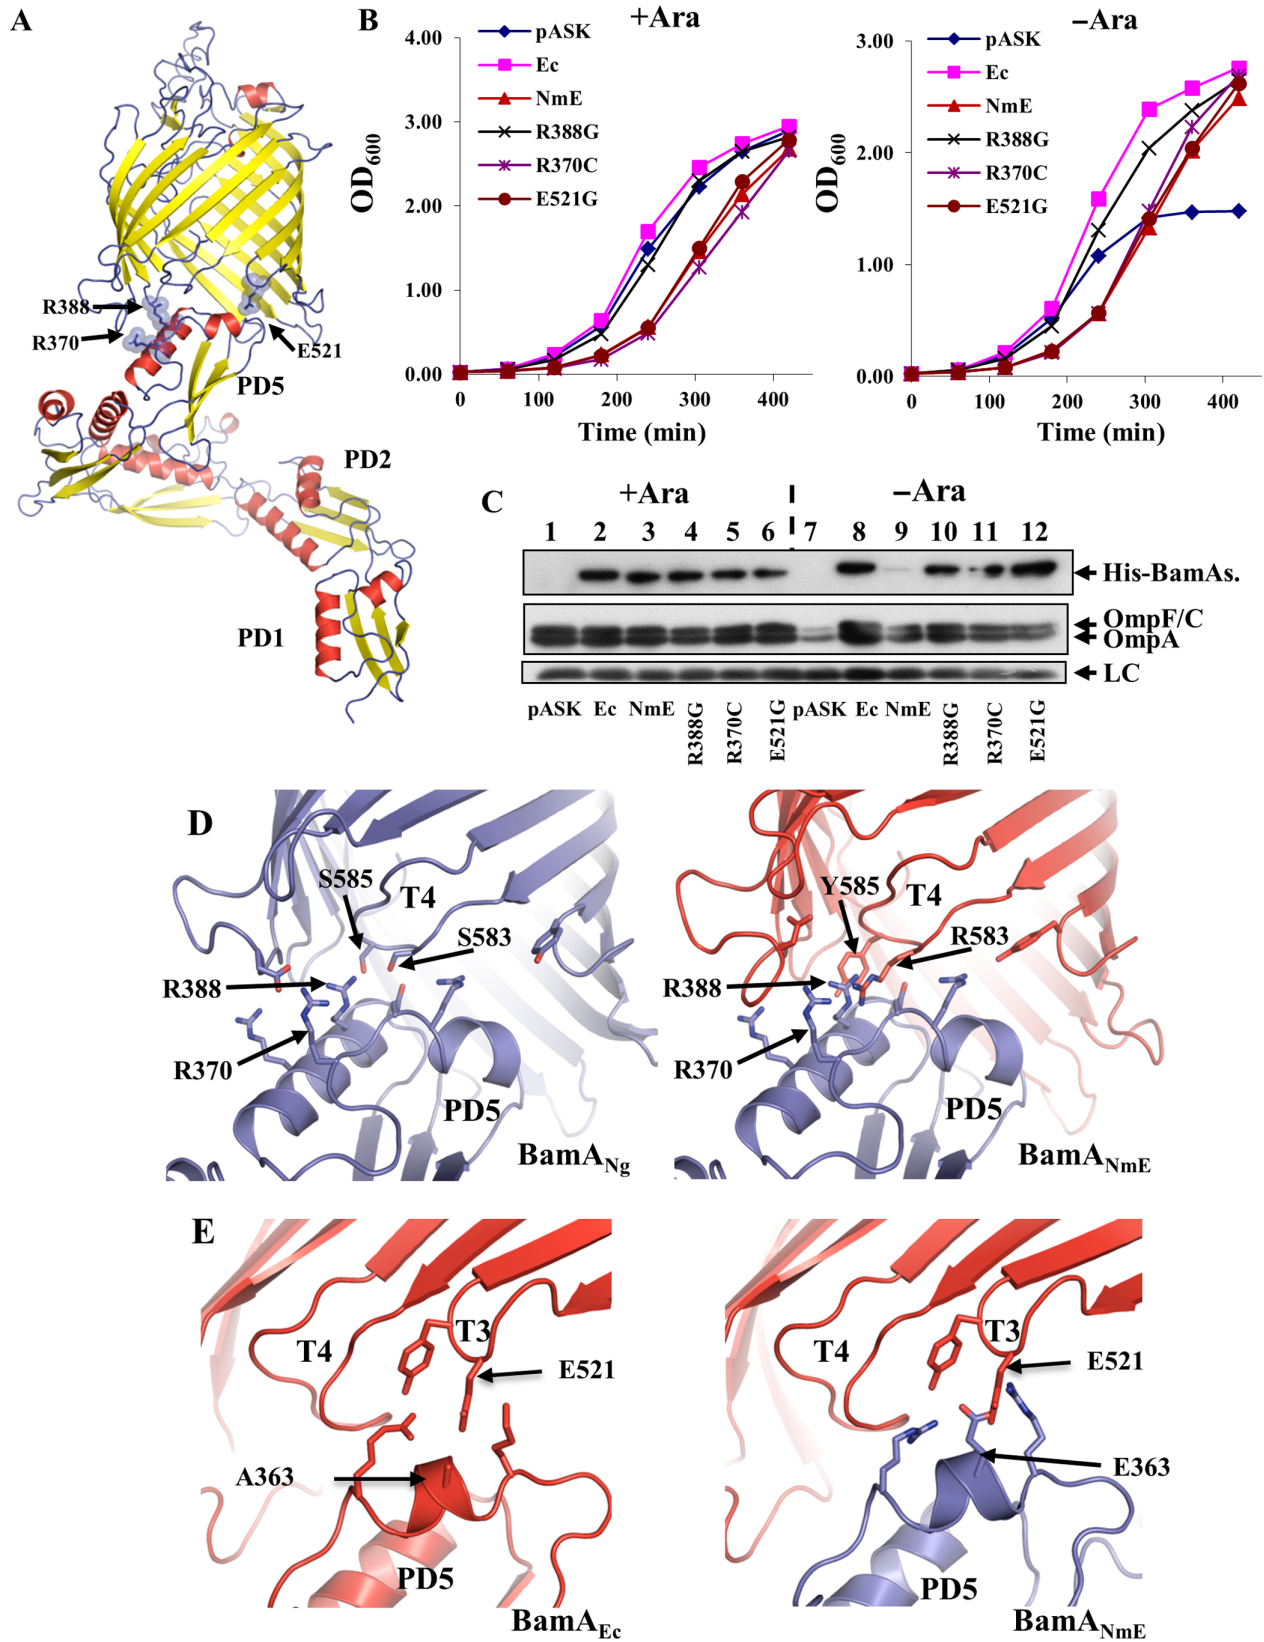 A
R388
R370
E521
PD5
PD2
PD1
B
+Ara
4.00
3.00
2.00
1.00
0.00
OD600
pASK
Ec
NmE
R388G
R370C
E521G
0 100 200 300 400
Time (min)
–Ara
3.00
2.00
1.00
0.00
OD600
pASK
Ec
NmE
R388G
R370C
E521G
0 100 200 300 400
Time (min)
C
+Ara –Ara
1 2 3 4 5 6 7 8 9 10 11 12
His-BamAs.
OmpF/C
OmpA
LC
pASK Ec NmE R388G R370C E521G pASK Ec NmE R388G R370C E521G
D
S585
T4
S583
R388
R370
PD5
BamANg
Y585
T4
R583
R388
R370
PD5
BamANmE
E
T4
T3
E521
A363
PD5
BamAEc
T4
T3
E521
E363
PD5
BamANmE